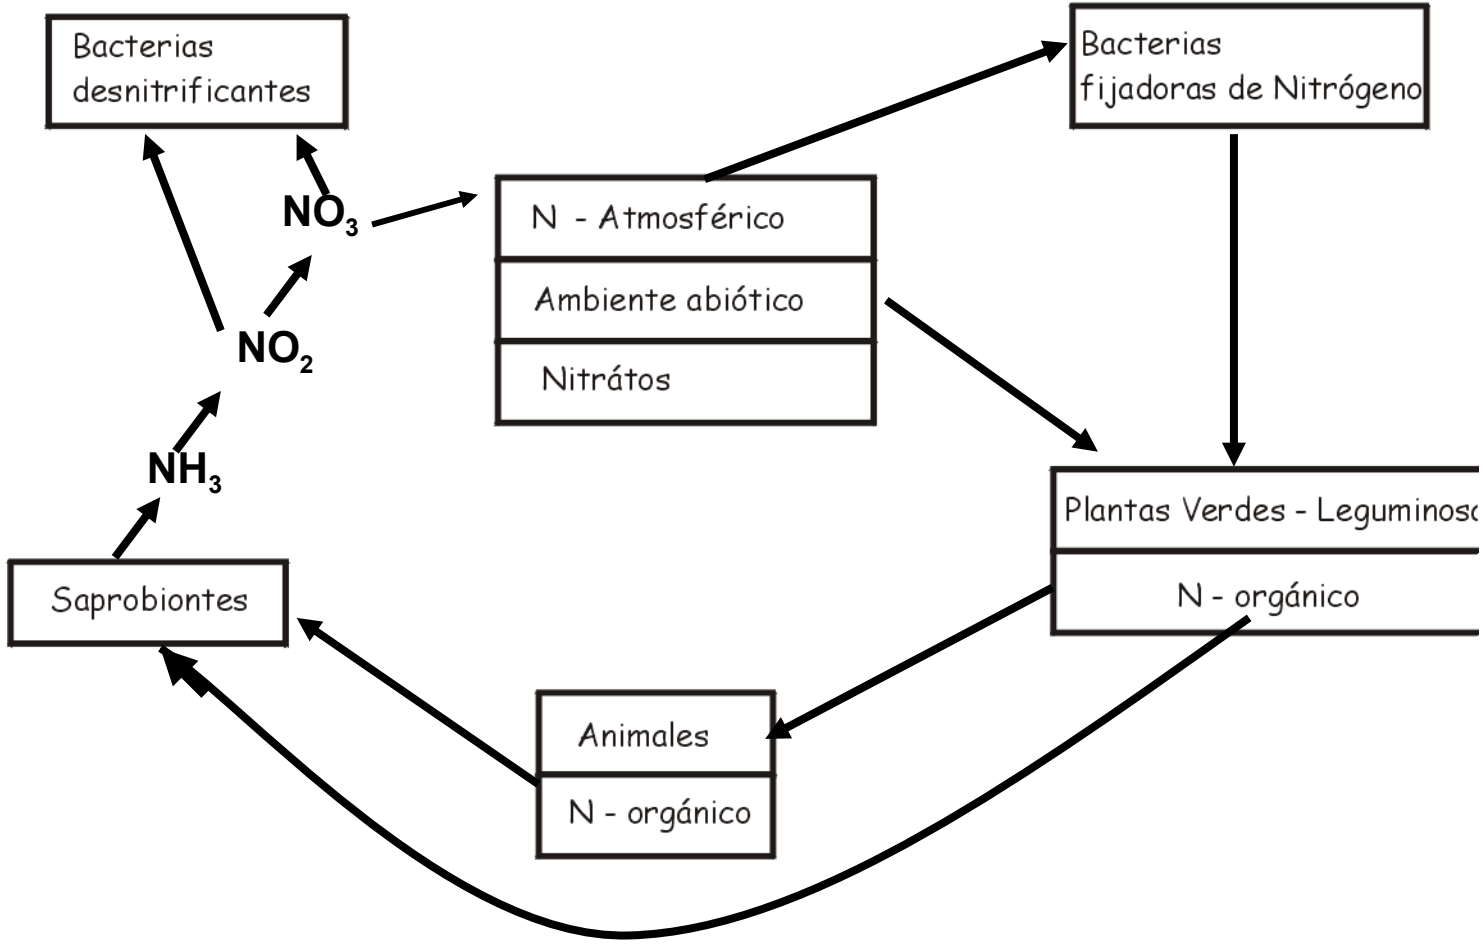 Bacterias
desnitrificantes
Bacterias
fijadoras de Nitrógeno
NO3
N - Atmosférico
Ambiente abiótico
Nitrátos
NO2
NH3
Plantas Verdes - Leguminosa
N - orgánico
Saprobiontes
Animales
N - orgánico